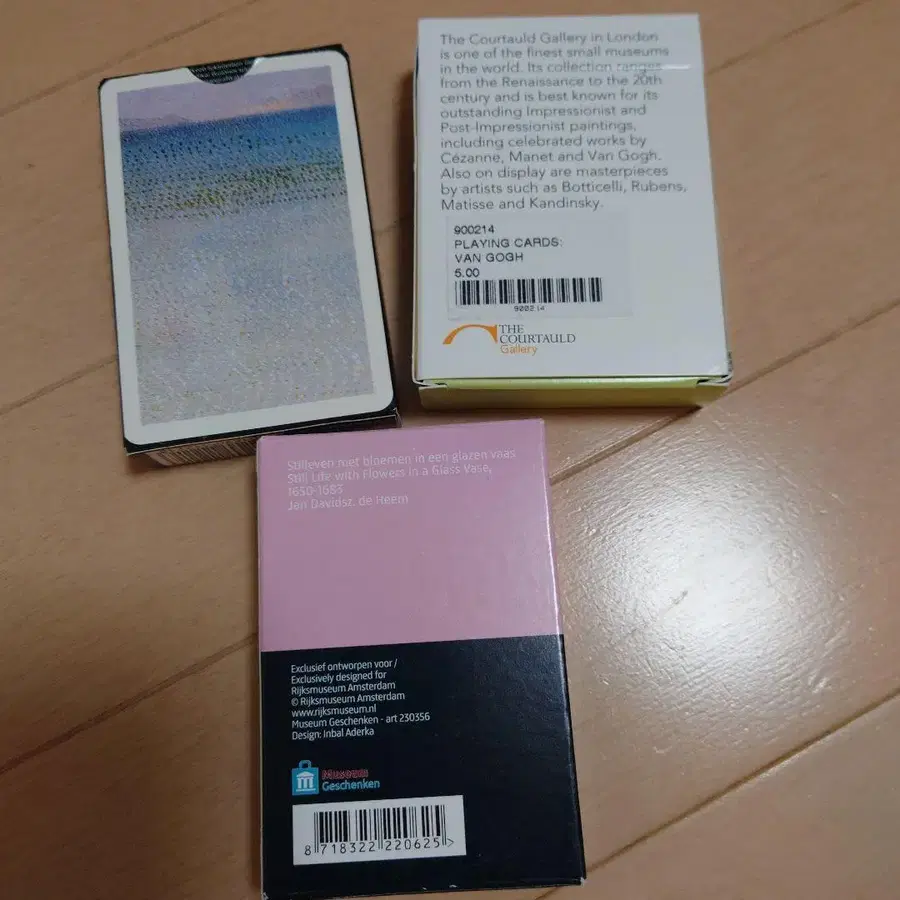 The Courtauld Gallery in London
is one of the finest small museums
in the world. Its collection ranges
from the Renaissance to the 20th
century and is best known for its
outstanding Impressionist and
Post-Impressionist paintings,
including celebrated works by
Cézanne, Manet and Van Gogh.
Also on display are masterpieces
by artists such as Botticelli, Rubens,
Matisse and Kandinsky.
900214
PLAYING CARDS:
VAN GOGH
5.00
900214
THE
COURTAULD
Gallery
Stilleven met bloemen in een glazen vaas
Still Life with Flowers in a Glass Vase,
1650-1683
Jan Davidsz. de Heem
Exclusief ontworpen voor /
Exclusively designed for
Rijksmuseum Amsterdam
© Rijksmuseum Amsterdam
www.rijksmuseum.nl
Museum Geschenken - art 230356
Design: Inbal Aderka
Museum
Geschenken
8 718322 220625 >